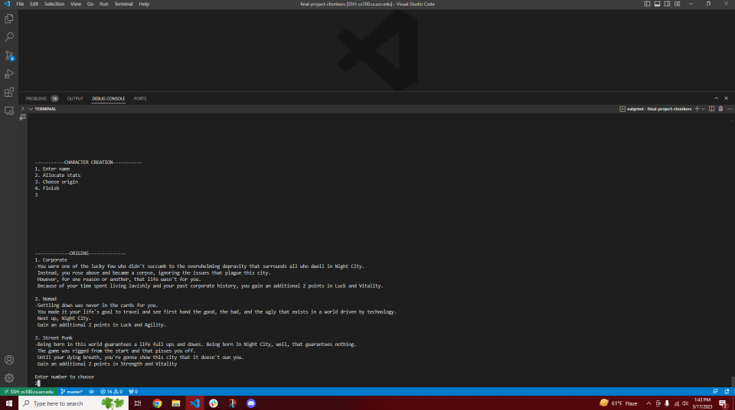 File Edit Selection View Go Run Terminal Help
final-project-chonkers [SSH: cs100.cs.ucr.edu] - Visual Studio Code
PROBLEMS 16 OUTPUT DEBUG CONSOLE PORTS
TERMINAL
valgrind - final-project-chonkers
------------CHARACTER CREATION------------
1. Enter name
2. Allocate stats
3. Choose origin
4. Finish
3
--------------ORIGINS---------------
1. Corporate
-You were one of the lucky few who didn't succumb to the overwhelming depravity that surrounds all who dwell in Night City.
Instead, you rose above and became a corpse, ignoring the issues that plague this city.
However, for one reason or another, that life wasn't for you.
Because of your time spent living lavishly and your past corporate history, you gain an additional 2 points in Luck and Vitality.
2. Nomad
-Settling down was never in the cards for you.
You made it your life's goal to travel and see first hand the good, the bad, and the ugly that exists in a world driven by technology.
Next up, Night City.
Gain an additional 2 points in Luck and Agility.
3. Street Punk
-Being born in this world guarantees a life full ups and downs. Being born in Night City, well, that guarantees nothing.
The game was rigged from the start and that pisses you off.
Until your dying breath, you're gonna show this city that it doesn't own you.
Gain an additional 2 points in Strength and Vitality
Enter number to choose
SSH: cs100.cs.ucr.edu master* 16 0 0
Type here to search
61°F Haze
1:43 PM
5/17/2023